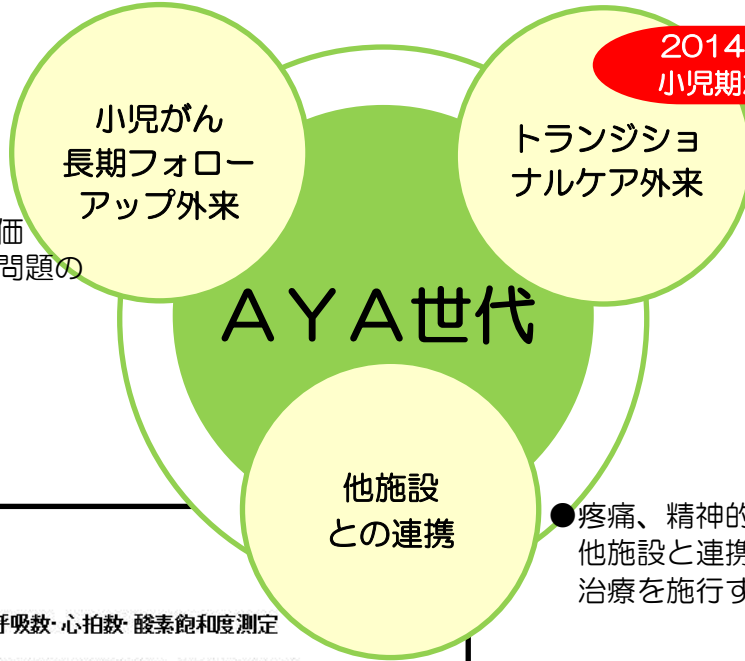 2014
小児期
小児がん
長期フォロー
アップ外来
トランジショ
ナルケア外来
価
問題の
AYA世代
他施設
との連携
●疼痛、精神的
他施設と連携
治療を施行す
呼吸数・心拍数・酸素飽和度測定